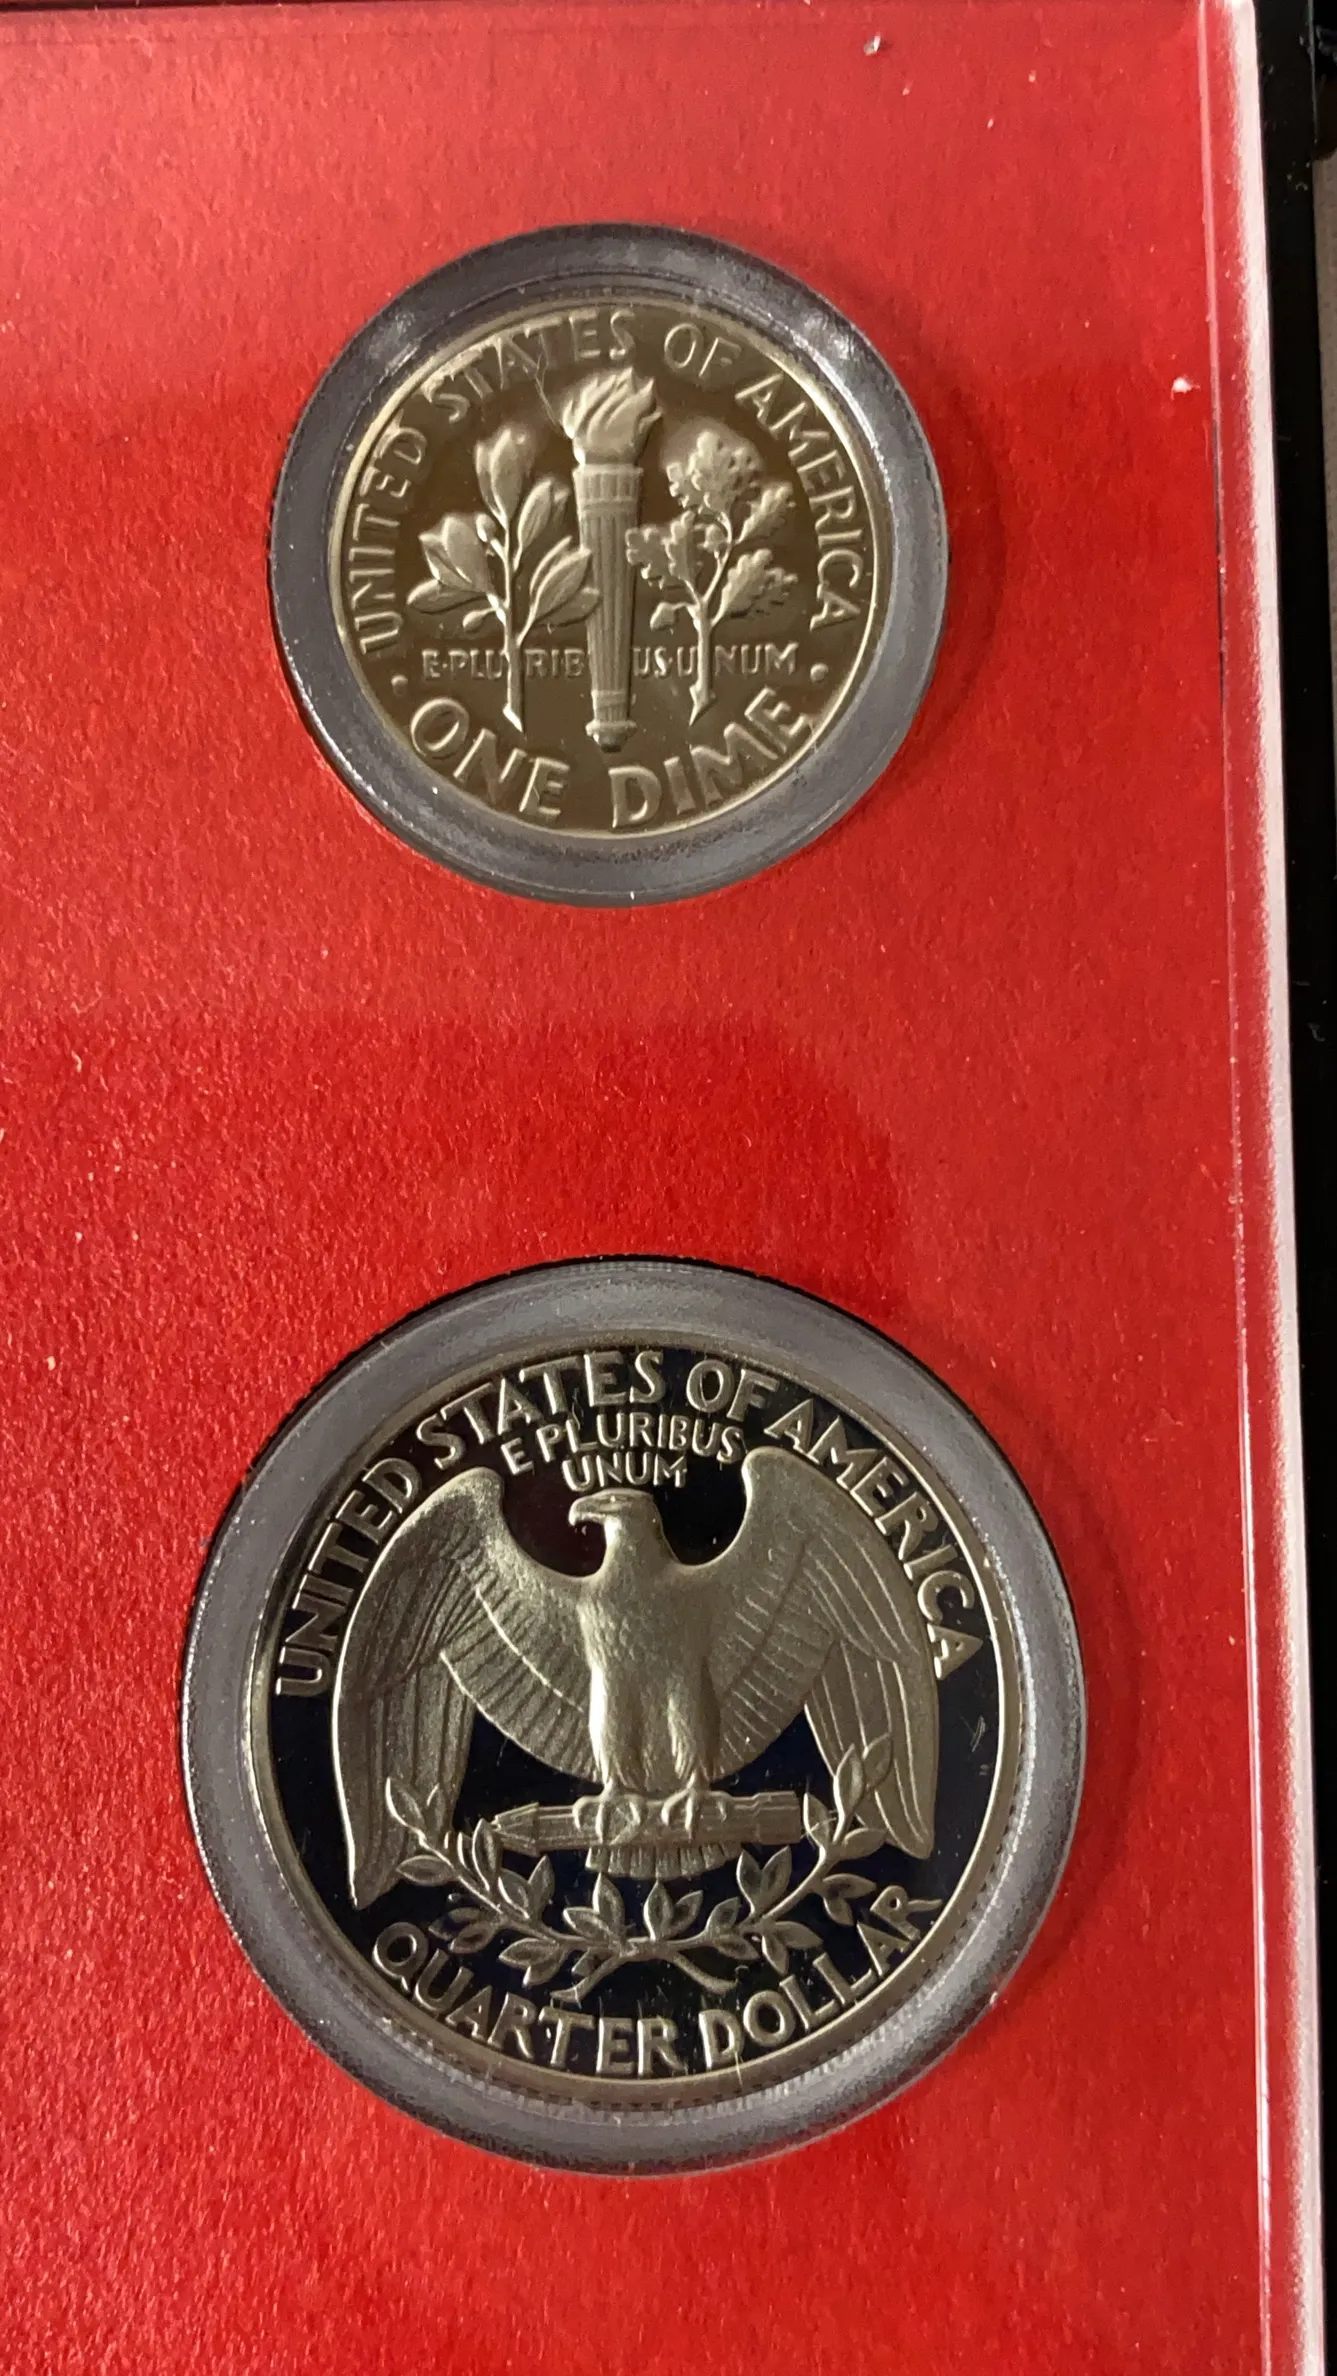 UNITED STATES OF AMERICA
E·PLURIBUS·UNUM
· ONE DIME ·
UNITED STATES OF AMERICA
E PLURIBUS
UNUM
QUARTER DOLLAR